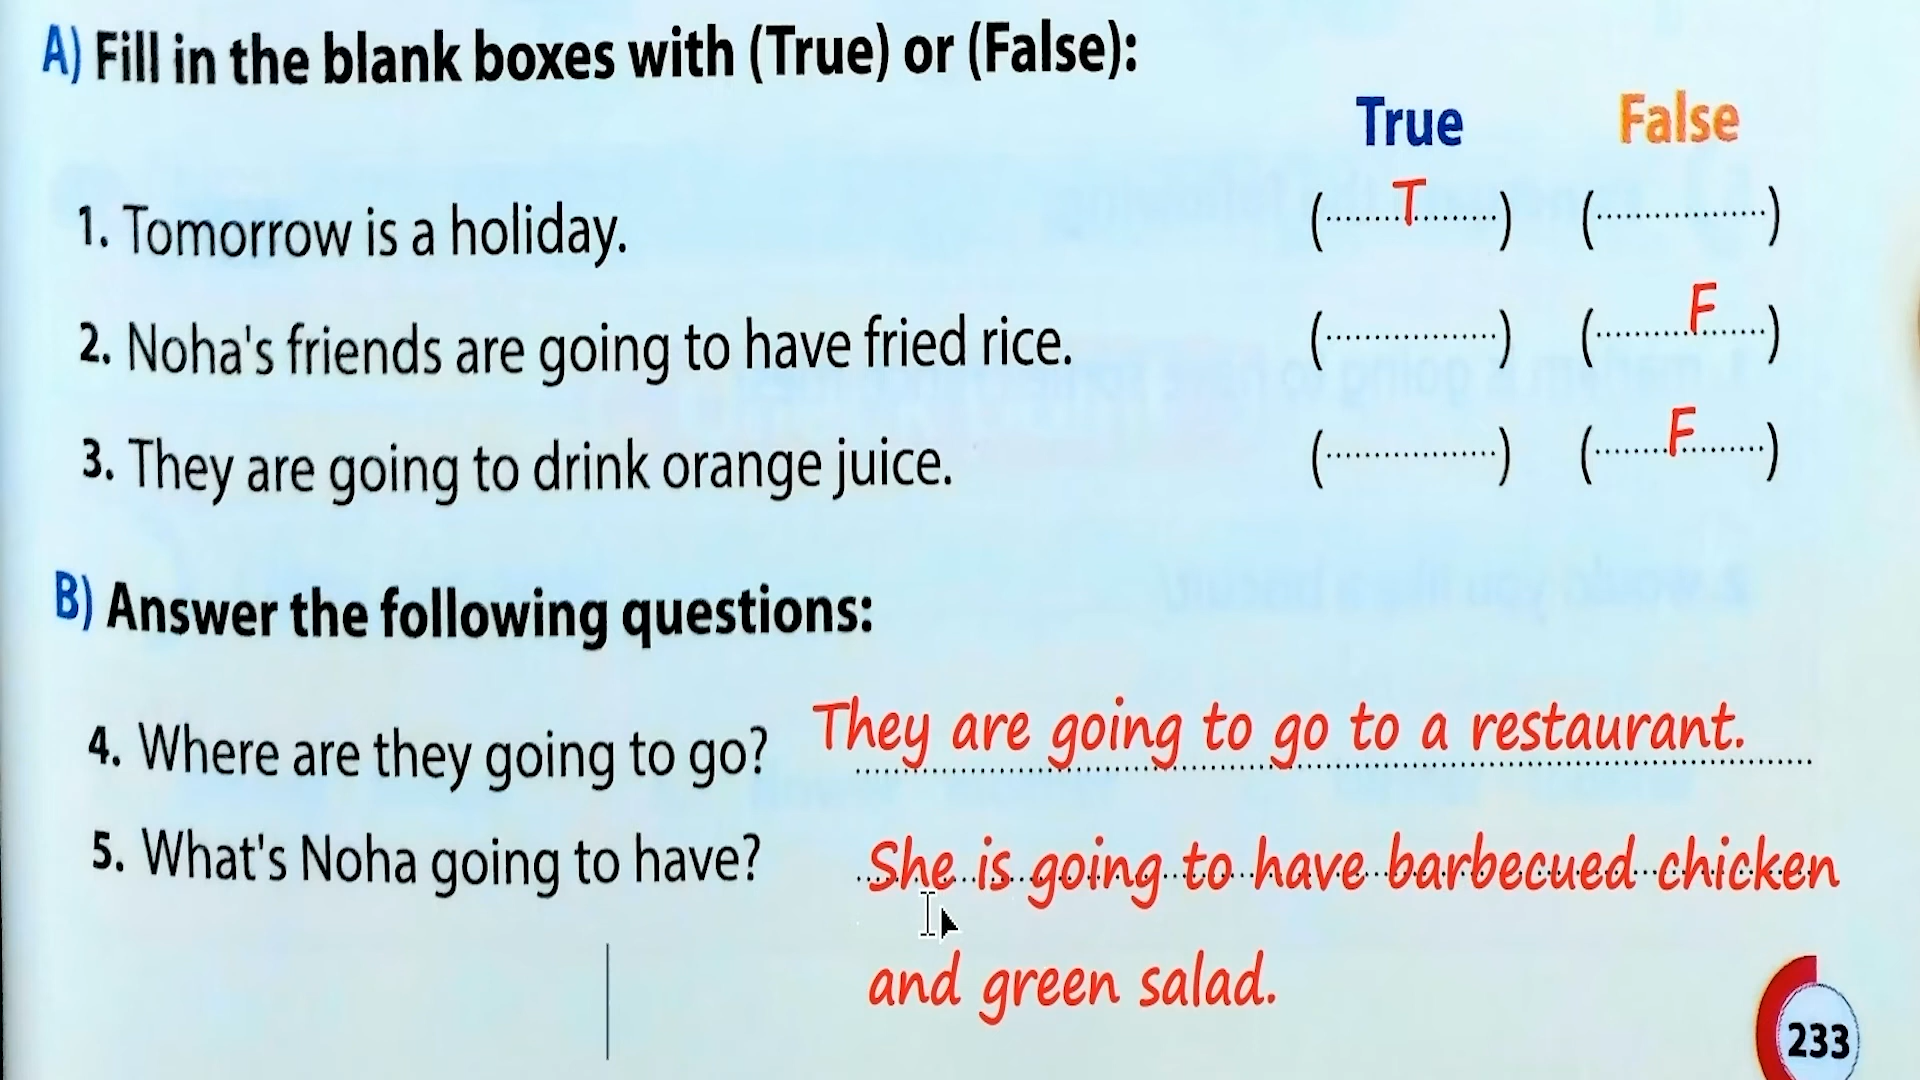 A) Fill in the blank boxes with (True) or (False):
True False
1. Tomorrow is a holiday. (........T........) (..................)
2. Noha's friends are going to have fried rice. (..................) (..........F.......)
3. They are going to drink orange juice. (..................) (........F.........)
B) Answer the following questions:
4. Where are they going to go? They are going to go to a restaurant.
5. What's Noha going to have? She is going to have barbecued chicken
and green salad.
233